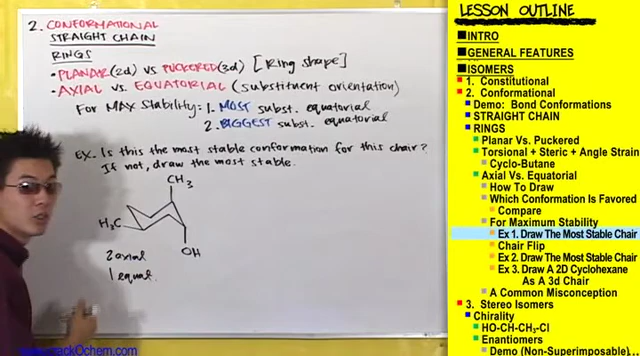 2. CONFORMATIONAL
STRAIGHT CHAIN
RINGS
• PLANAR (2d) vs PUCKERED (3d) [Ring shape]
• AXIAL vs. EQUATORIAL (substituent orientation)
For MAX Stability: 1. MOST subst. equatorial
2. BIGGEST subst. equatorial
EX. Is this the most stable conformation for this chair?
If not, draw the most stable.
CH3
H3C
OH
2 axial
1 equat.
LESSON OUTLINE
INTRO
GENERAL FEATURES
ISOMERS
1. Constitutional
2. Conformational
Demo: Bond Conformations
STRAIGHT CHAIN
RINGS
Planar Vs. Puckered
Torsional + Steric + Angle Strain
Cyclo-Butane
Axial Vs. Equatorial
How To Draw
Which Conformation Is Favored
Compare
For Maximum Stability
Ex 1. Draw The Most Stable Chair
Chair Flip
Ex 2. Draw The Most Stable Chair
Ex 3. Draw A 2D Cyclohexane
As A 3d Chair
A Common Misconception
3. Stereo Isomers
Chirality
HO-CH-CH3-Cl
Enantiomers
Demo (Non-Superimposable)